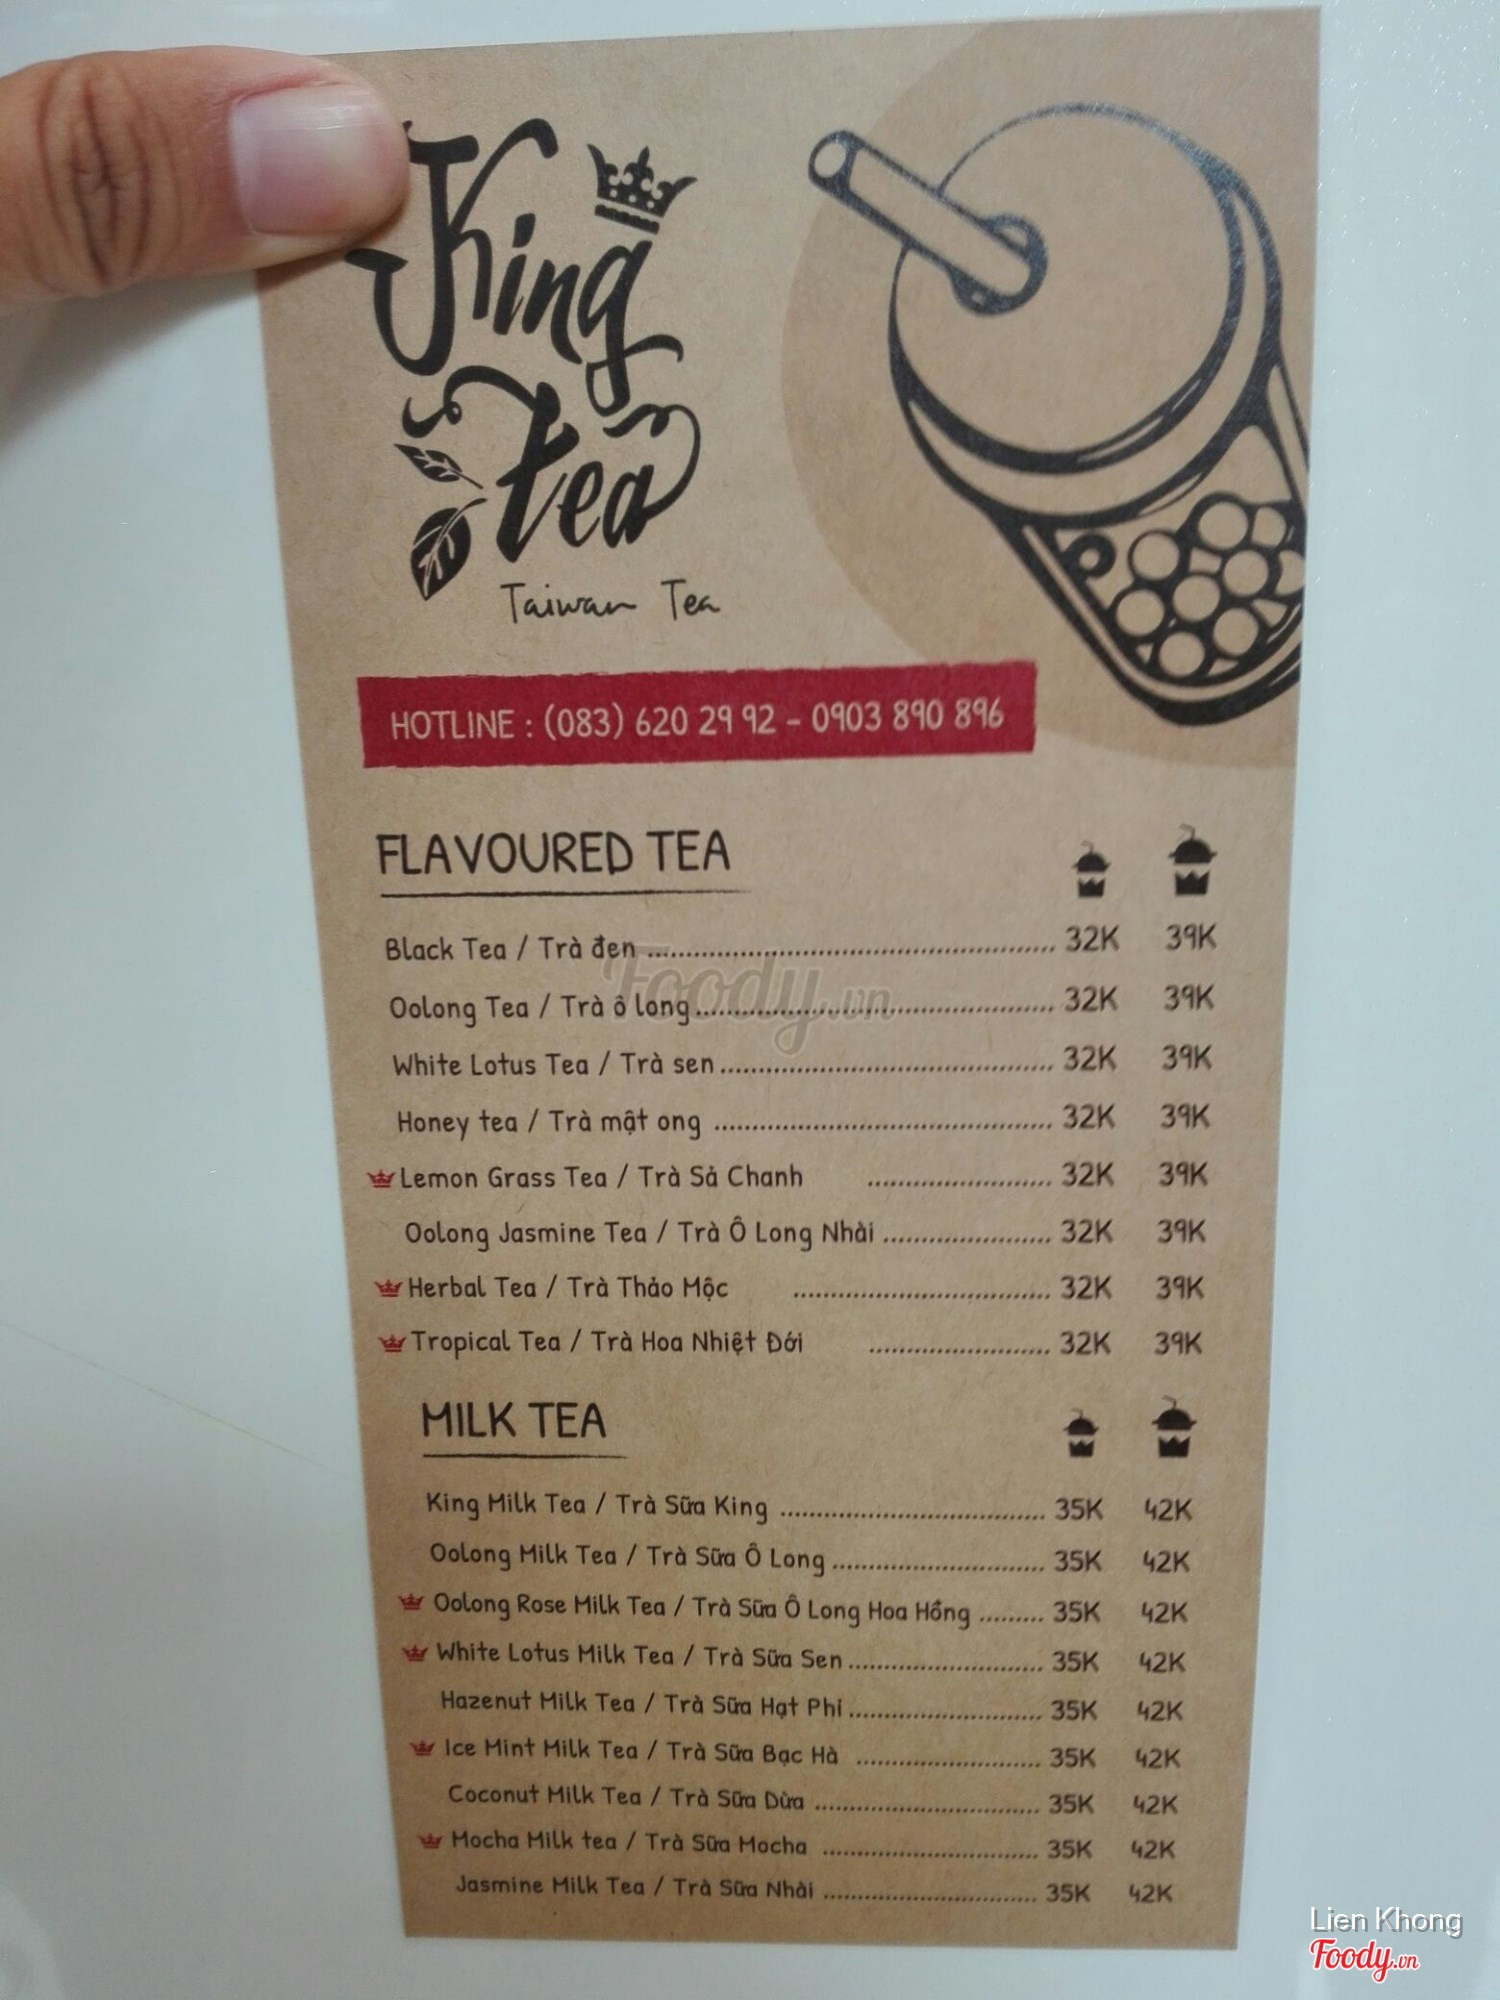 King
Tea
Taiwan Tea
HOTLINE : (083) 620 29 92 - 0903 890 896
FLAVOURED TEA
Black Tea / Trà đen 32K 39K
Oolong Tea / Trà ô long 32K 39K
White Lotus Tea / Trà sen 32K 39K
Honey tea / Trà mật ong 32K 39K
Lemon Grass Tea / Trà Sả Chanh 32K 39K
Oolong Jasmine Tea / Trà Ô Long Nhài 32K 39K
Herbal Tea / Trà Thảo Mộc 32K 39K
Tropical Tea / Trà Hoa Nhiệt Đới 32K 39K
MILK TEA
King Milk Tea / Trà Sữa King 35K 42K
Oolong Milk Tea / Trà Sữa Ô Long 35K 42K
Oolong Rose Milk Tea / Trà Sữa Ô Long Hoa Hồng 35K 42K
White Lotus Milk Tea / Trà Sữa Sen 35K 42K
Hazenut Milk Tea / Trà Sữa Hạt Phỉ 35K 42K
Ice Mint Milk Tea / Trà Sữa Bạc Hà 35K 42K
Coconut Milk Tea / Trà Sữa Dừa 35K 42K
Mocha Milk tea / Trà Sữa Mocha 35K 42K
Jasmine Milk Tea / Trà Sữa Nhài 35K 42K
Foody.vn
Lien Khong
Foody.vn